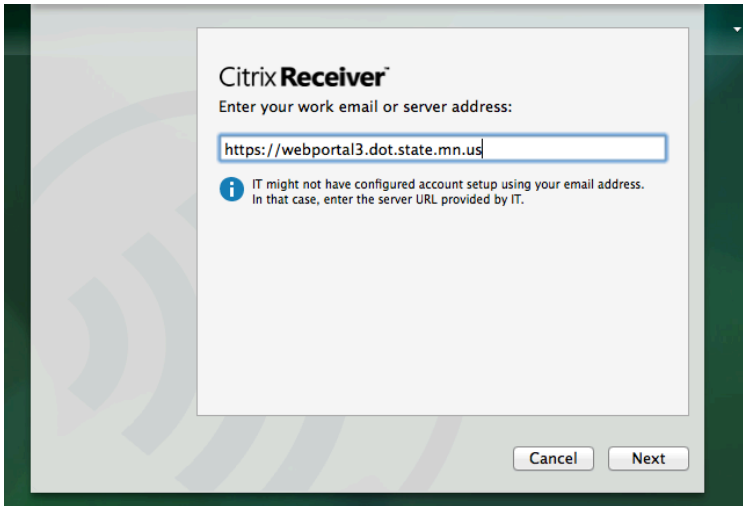 Citrix Receiver™
Enter your work email or server address:
https://webportal3.dot.state.mn.us
IT might not have configured account setup using your email address.
In that case, enter the server URL provided by IT.
Cancel Next